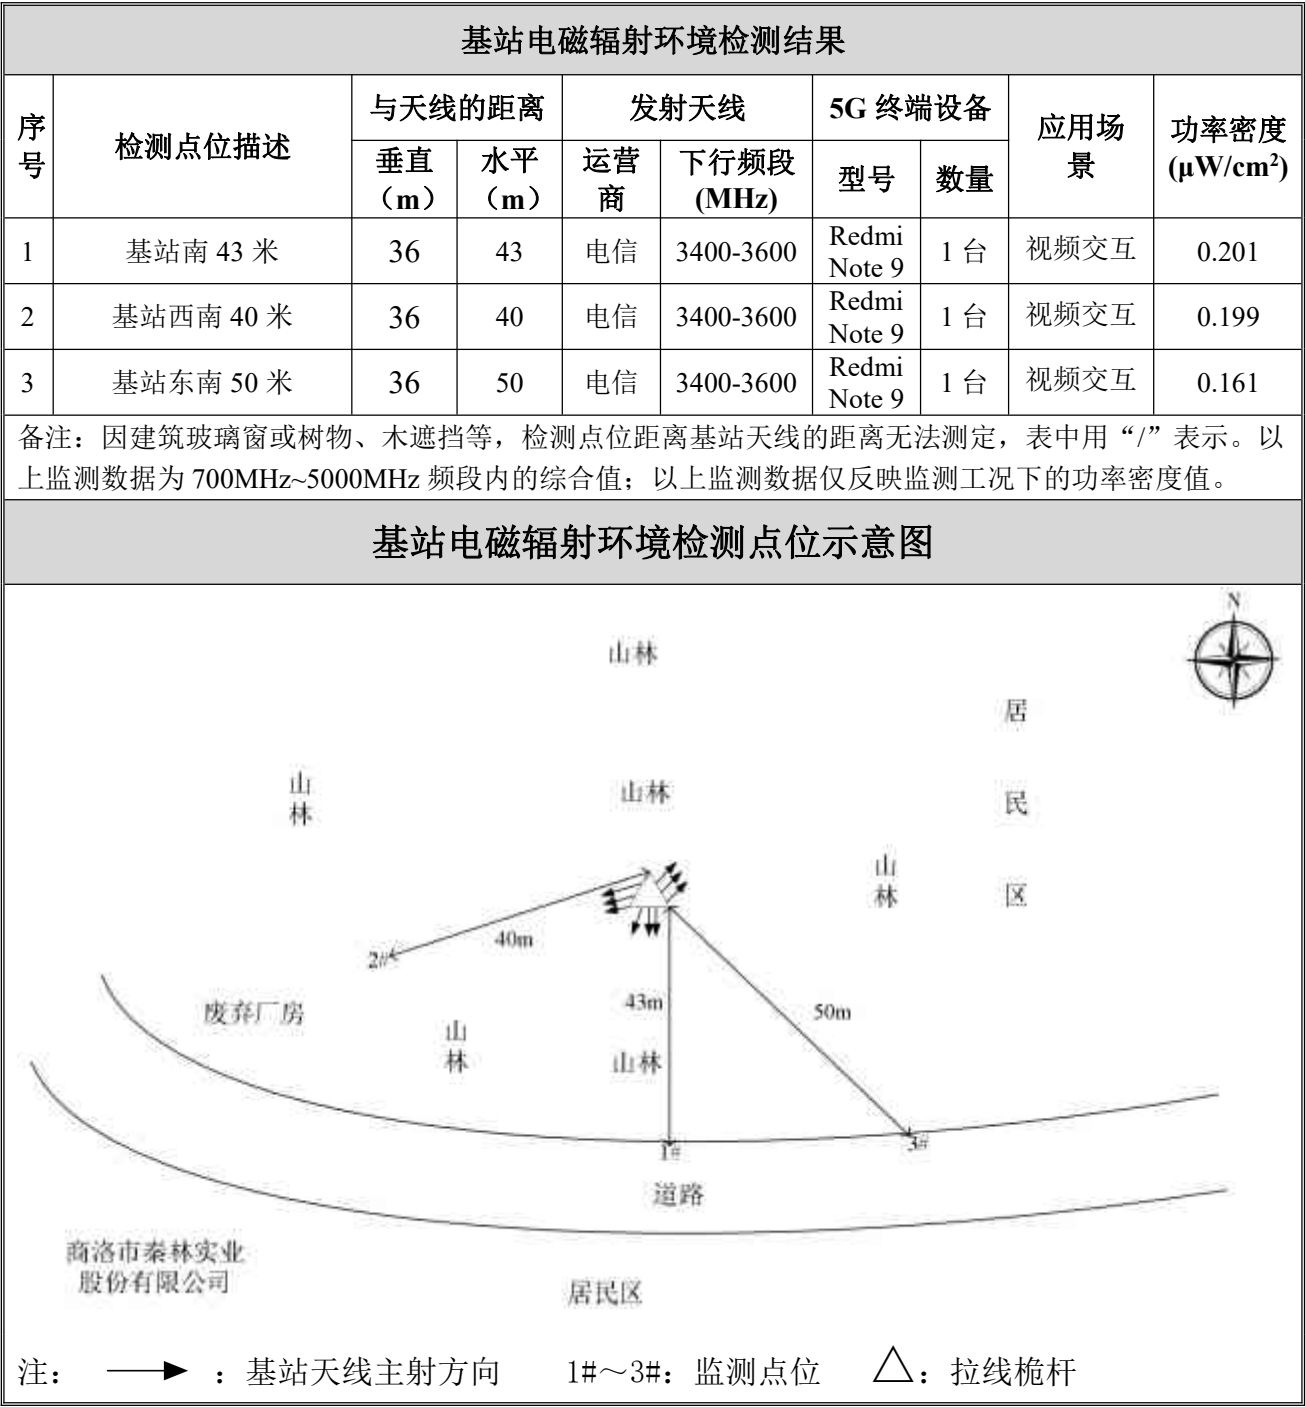 基站电磁辐射环境检测结果
序号 检测点位描述 与天线的距离 发射天线 5G 终端设备 应用场景 功率密度(μW/cm²)
垂直（m） 水平（m） 运营商 下行频段(MHz) 型号 数量
1 基站南 43 米 36 43 电信 3400-3600 Redmi Note 9 1 台 视频交互 0.201
2 基站西南 40 米 36 40 电信 3400-3600 Redmi Note 9 1 台 视频交互 0.199
3 基站东南 50 米 36 50 电信 3400-3600 Redmi Note 9 1 台 视频交互 0.161
备注：因建筑玻璃窗或树物、木遮挡等，检测点位距离基站天线的距离无法测定，表中用“/”表示。以
上监测数据为 700MHz~5000MHz 频段内的综合值；以上监测数据仅反映监测工况下的功率密度值。
基站电磁辐射环境检测点位示意图
N
山林
居民区
山林
山林
山林
40m
2#
43m
50m
废弃厂房
山林
山林
1#
3#
道路
商洛市秦林实业
股份有限公司
居民区
注： ：基站天线主射方向 1#～3#：监测点位 △：拉线桅杆